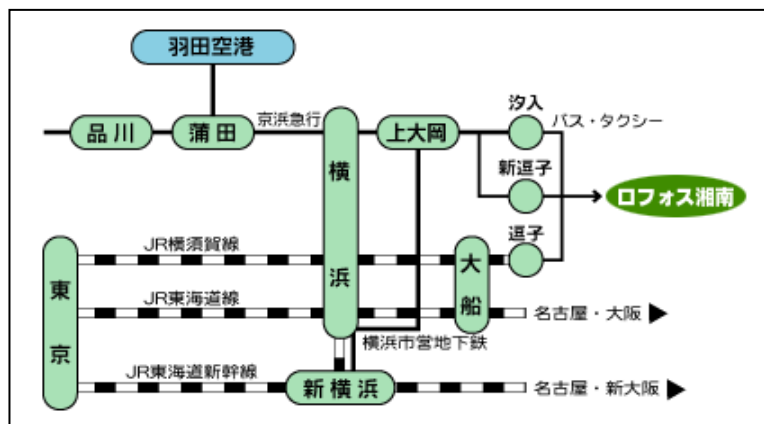 羽田空港
汐入
京浜急行
バス・タクシー
品川
蒲田
横浜
上大岡
新逗子
ロフォス湘南
逗子
JR横須賀線
東京
大船
JR東海道線
名古屋・大阪 ▶
横浜市営地下鉄
JR東海道新幹線
新横浜
名古屋・新大阪 ▶